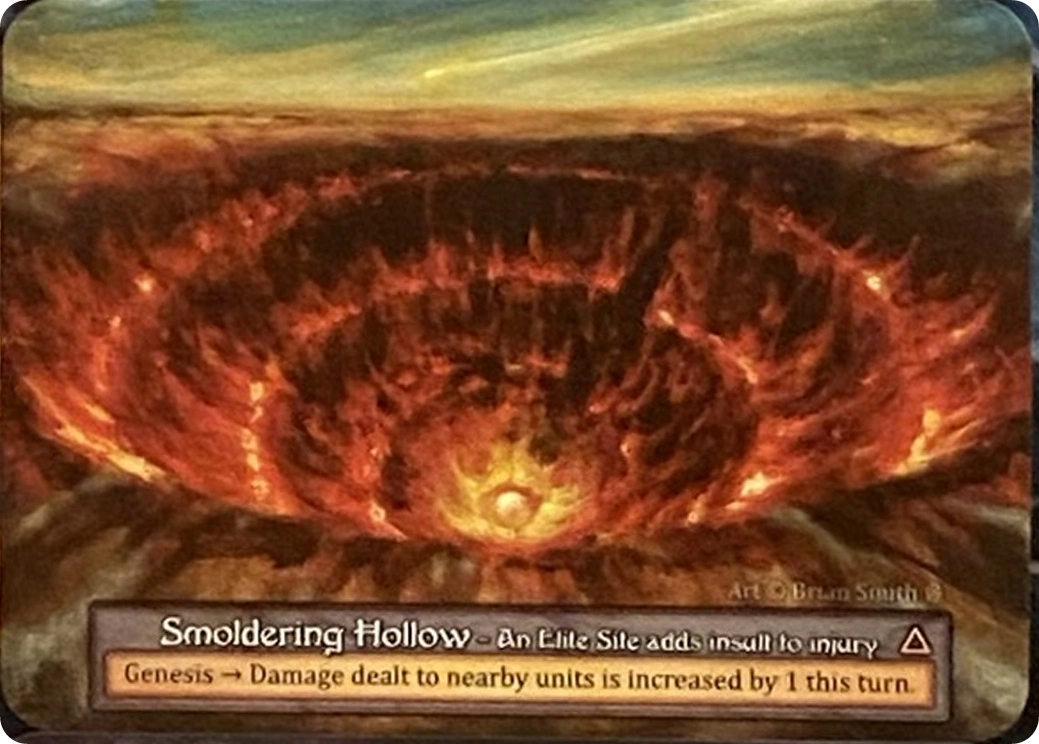 Art © Brian Smith
Smoldering Hollow - An Elite Site adds insult to injury
Genesis → Damage dealt to nearby units is increased by 1 this turn.